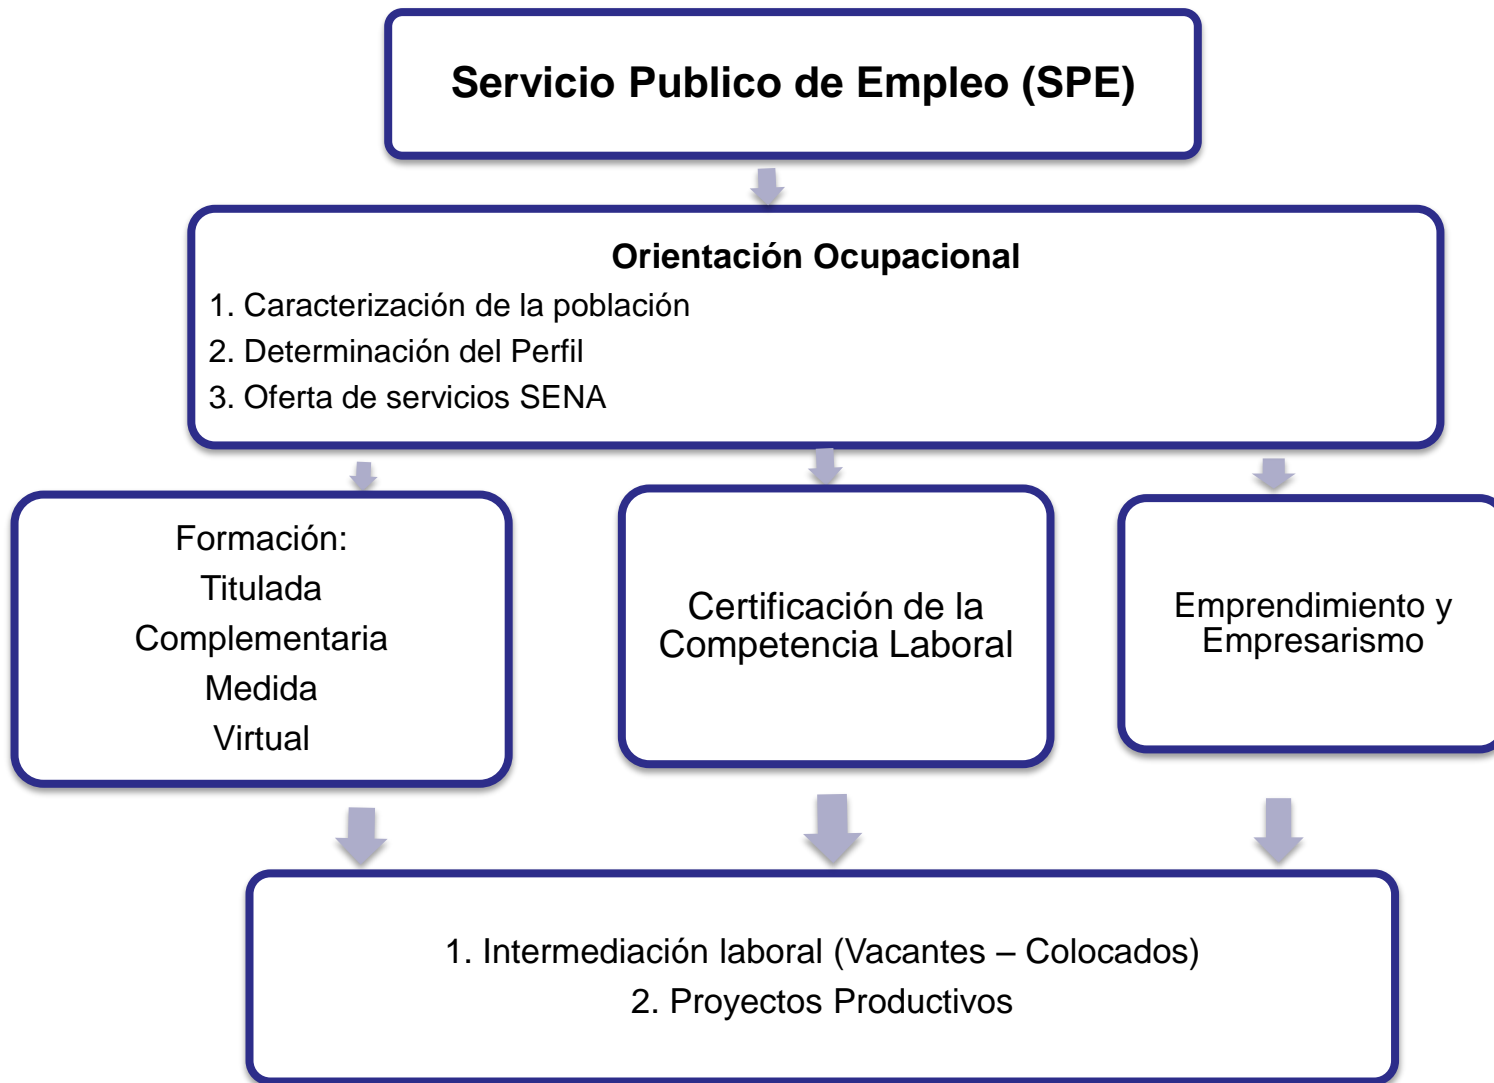 Servicio Publico de Empleo (SPE)
Orientación Ocupacional
1. Caracterización de la población
2. Determinación del Perfil
3. Oferta de servicios SENA
Formación:
Titulada
Complementaria
Medida
Virtual
Certificación de la
Competencia Laboral
Emprendimiento y
Empresarismo
1. Intermediación laboral (Vacantes – Colocados)
2. Proyectos Productivos